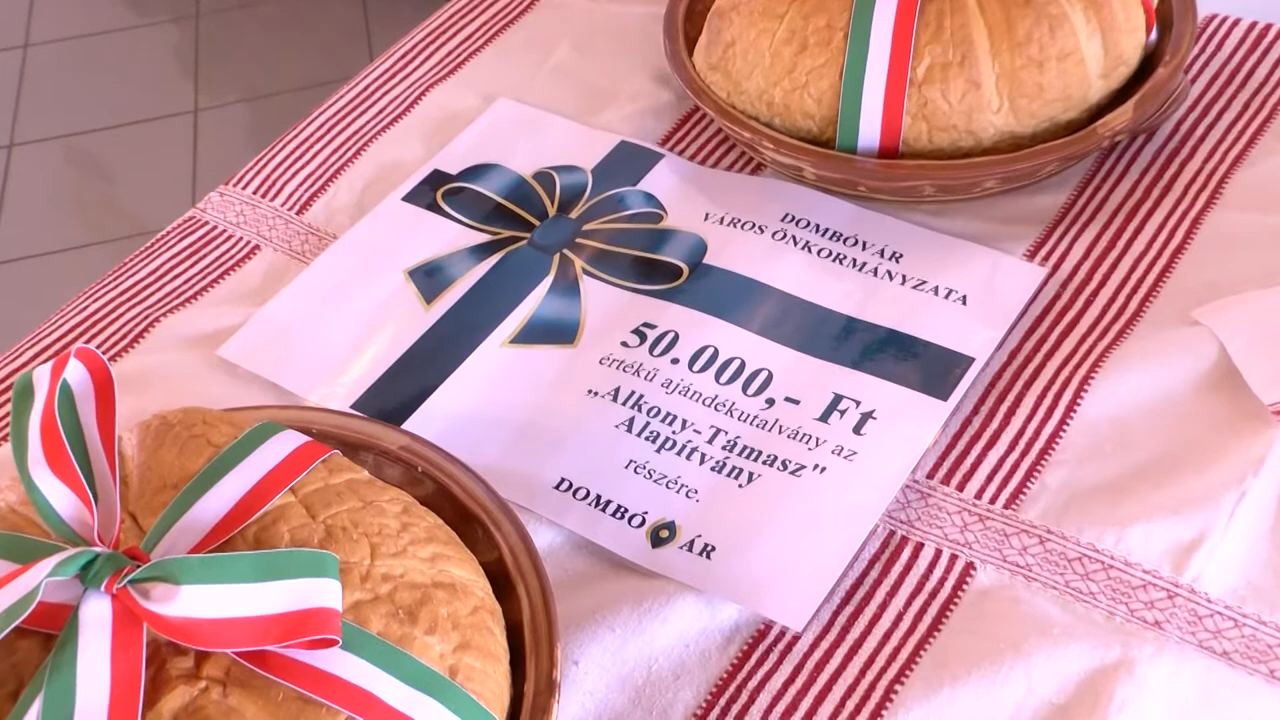 DOMBÓVÁR
VÁROS ÖNKORMÁNYZATA
50.000,- Ft
értékű ajándékutalvány az
„Alkony-Támasz"
Alapítvány
részére.
DOMBÓVÁR